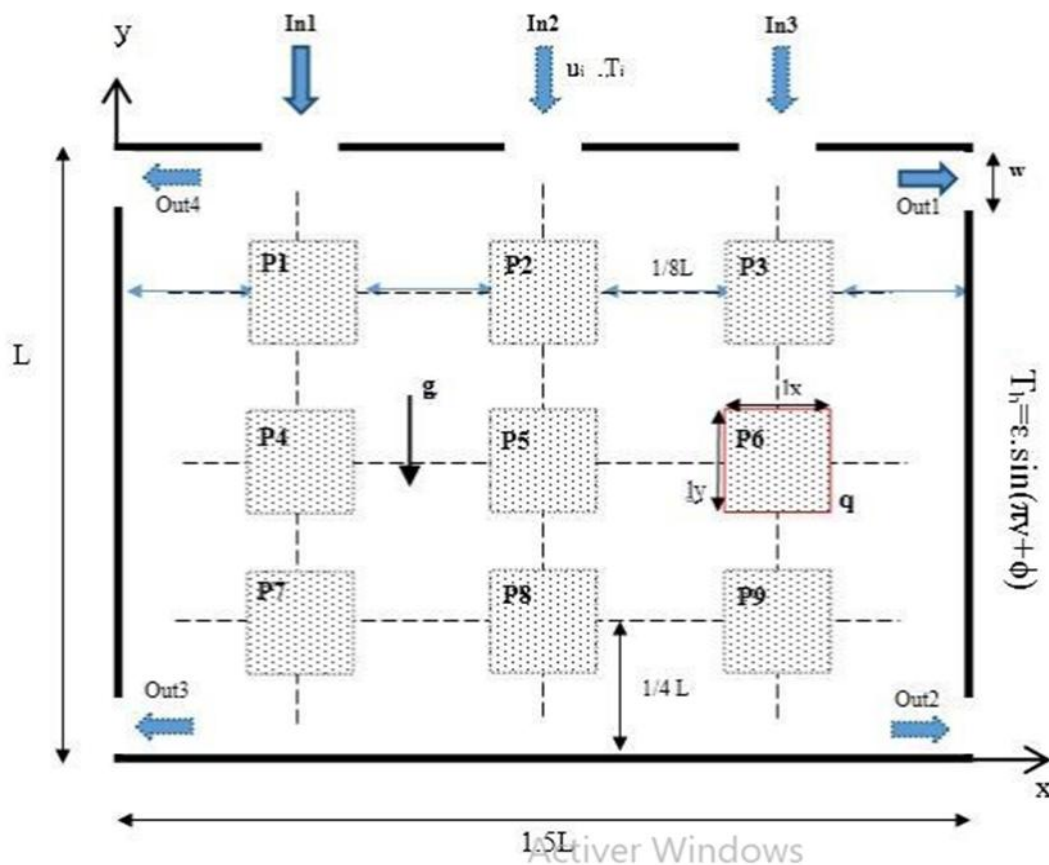 In1
In2
In3
y
uᵢ ..Tᵢ
Out4
Out1
w
P1
P2
1/8L
P3
L
g
lx
P4
P5
P6
ly
q
Tₕ=ε.sin(πy+ϕ)
P7
P8
P9
Out3
1/4 L
Out2
x
1.5L
Activer Windows